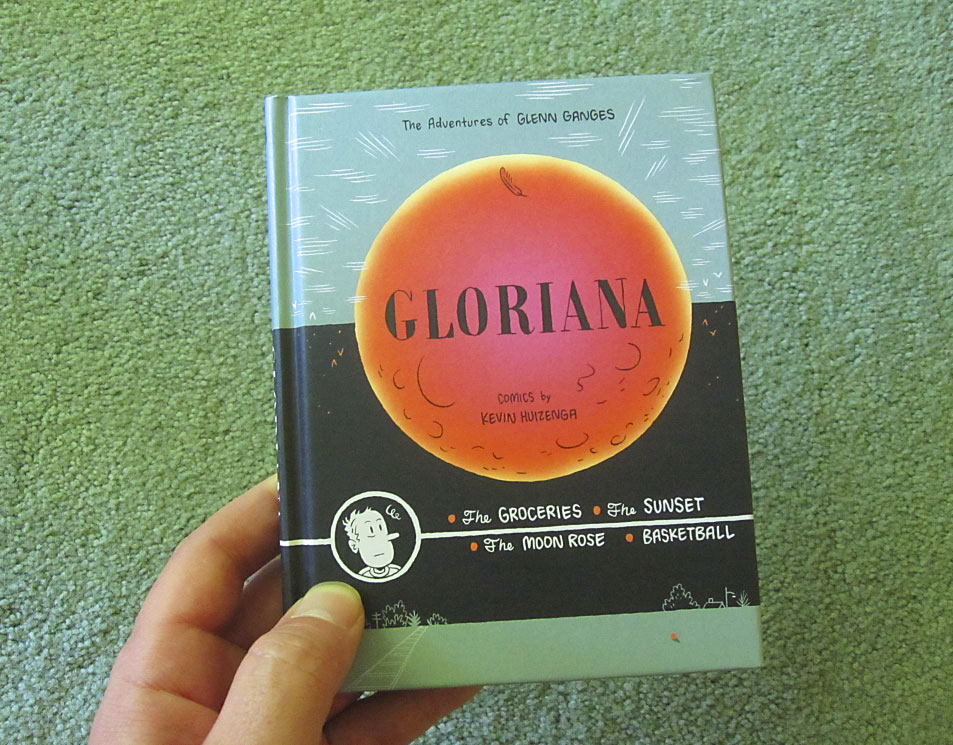 The Adventures of GLENN GANGES
GLORIANA
COMICS by
KEVIN HUIZENGA
• The GROCERIES • The SUNSET
• The MOON ROSE • BASKETBALL